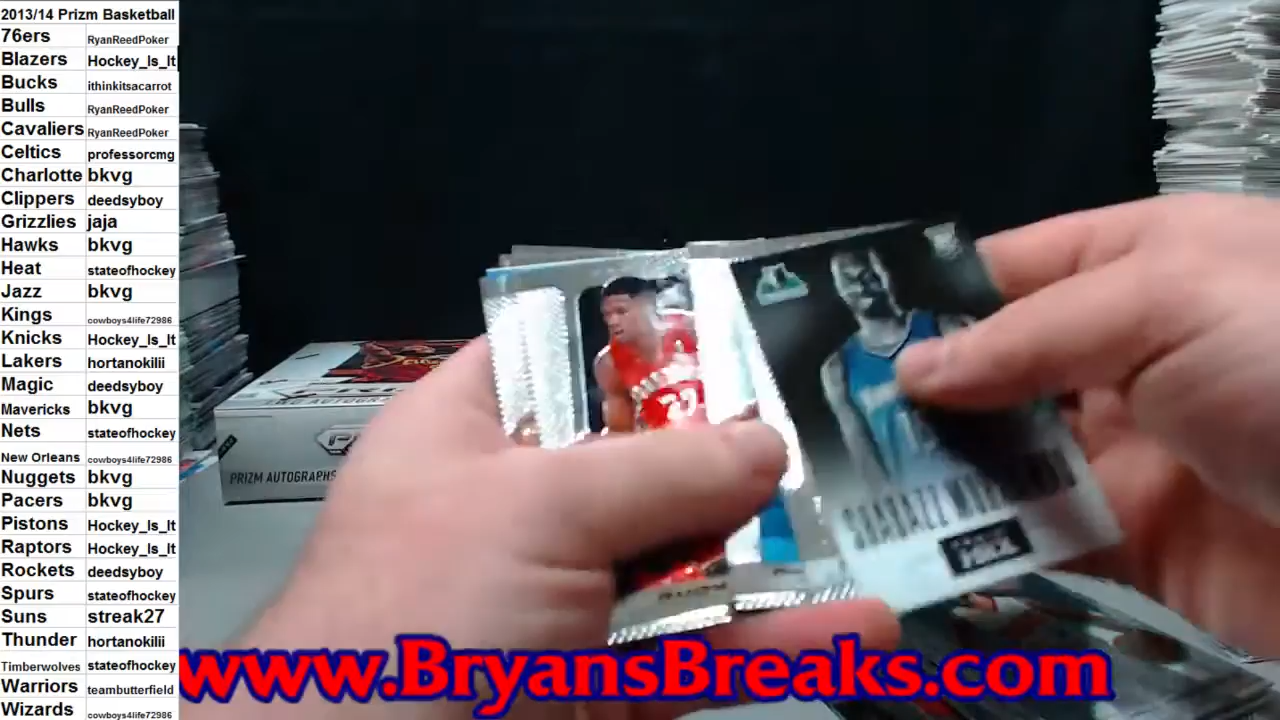 2013/14 Prizm Basketball
76ers RyanReedPoker
Blazers Hockey_Is_It
Bucks ithinkitsacarrot
Bulls RyanReedPoker
Cavaliers RyanReedPoker
Celtics professorcmg
Charlotte bkvg
Clippers deedsyboy
Grizzlies jaja
Hawks bkvg
Heat stateofhockey
Jazz bkvg
Kings cowboys4life72986
Knicks Hockey_Is_It
Lakers hortanokilii
Magic deedsyboy
Mavericks bkvg
Nets stateofhockey
New Orleans cowboys4life72986
Nuggets bkvg
Pacers bkvg
Pistons Hockey_Is_It
Raptors Hockey_Is_It
Rockets deedsyboy
Spurs stateofhockey
Suns streak27
Thunder hortanokilii
Timberwolves stateofhockey
Warriors teambutterfield
Wizards cowboys4life72986
PRIZM AUTOGRAPHS
SHABAZZ
www.BryansBreaks.com